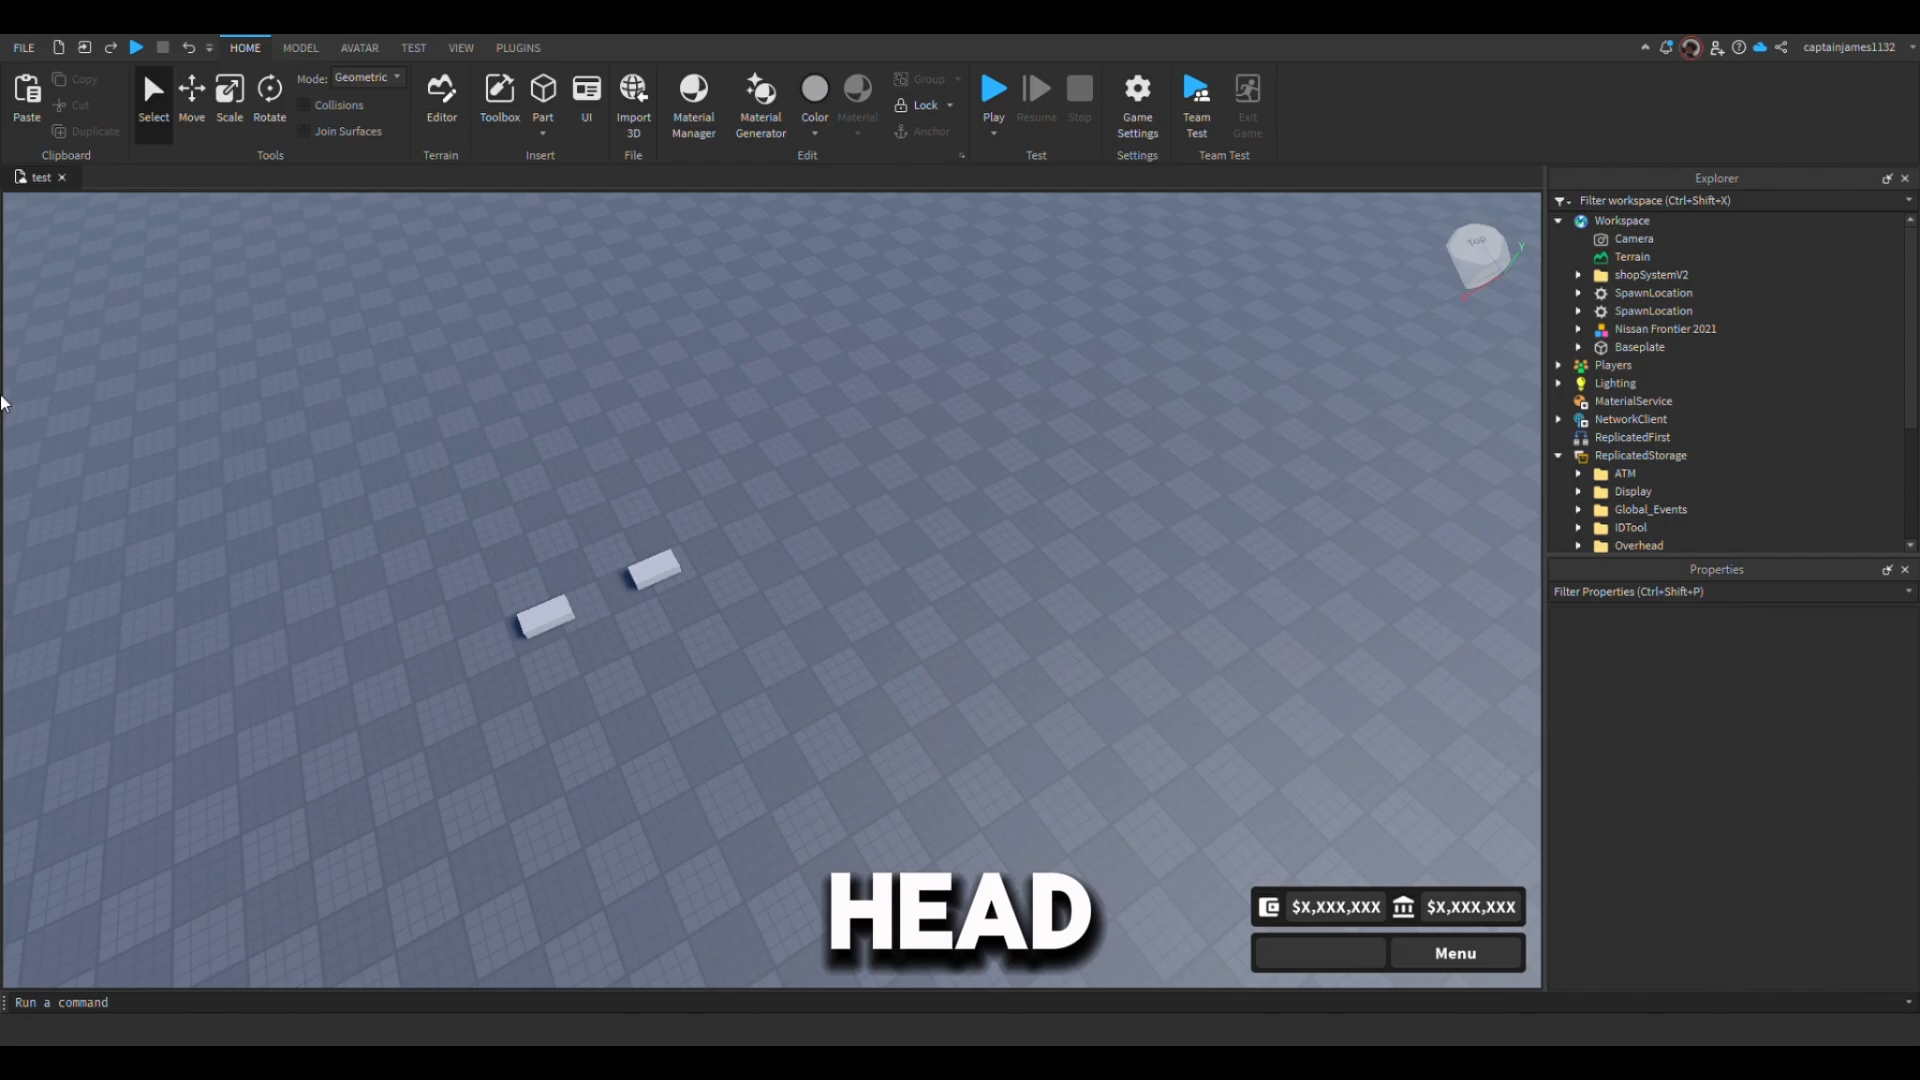 FILE HOME MODEL AVATAR TEST VIEW PLUGINS captainjames1132
Paste Copy Cut Duplicate Clipboard
Select Move Scale Rotate Mode: Geometric Collisions Join Surfaces Tools
Editor Terrain
Toolbox Part UI Insert
Import 3D File
Material Manager Material Generator Color Material Group Lock Anchor Edit
Play Resume Stop Test
Game Settings Settings
Team Test Exit Game Team Test
test
Top
Y
HEAD
$X,XXX,XXX $X,XXX,XXX
Menu
Explorer
Filter workspace (Ctrl+Shift+X)
Workspace
Camera
Terrain
shopSystemV2
SpawnLocation
SpawnLocation
Nissan Frontier 2021
Baseplate
Players
Lighting
MaterialService
NetworkClient
ReplicatedFirst
ReplicatedStorage
ATM
Display
Global_Events
IDTool
Overhead
Properties
Filter Properties (Ctrl+Shift+P)
Run a command